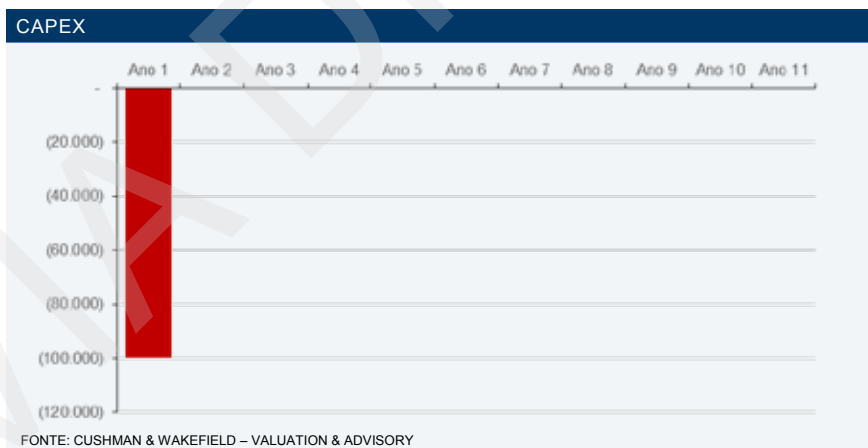 CAPEX
Ano 1 Ano 2 Ano 3 Ano 4 Ano 5 Ano 6 Ano 7 Ano 8 Ano 9 Ano 10 Ano 11
-
(20.000)
(40.000)
(60.000)
(80.000)
(100.000)
(120.000)
FONTE: CUSHMAN & WAKEFIELD – VALUATION & ADVISORY